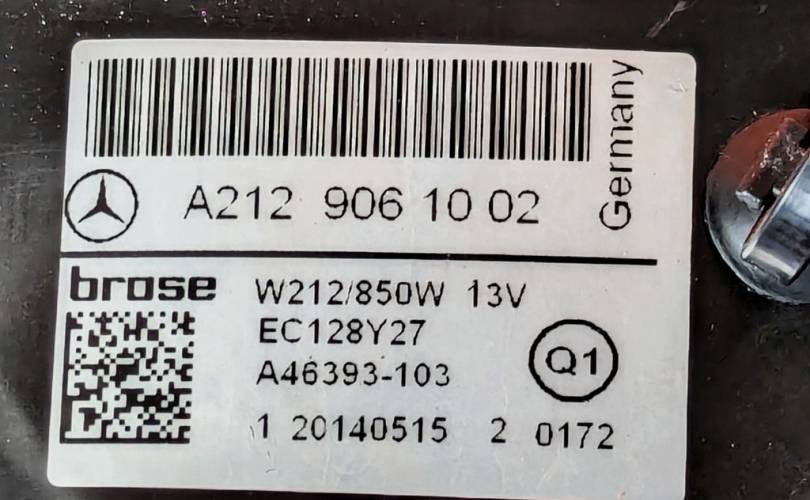 A212 906 10 02
Germany
brose
W212/850W 13V
EC128Y27
A46393-103
Q1
1 20140515 2 0172